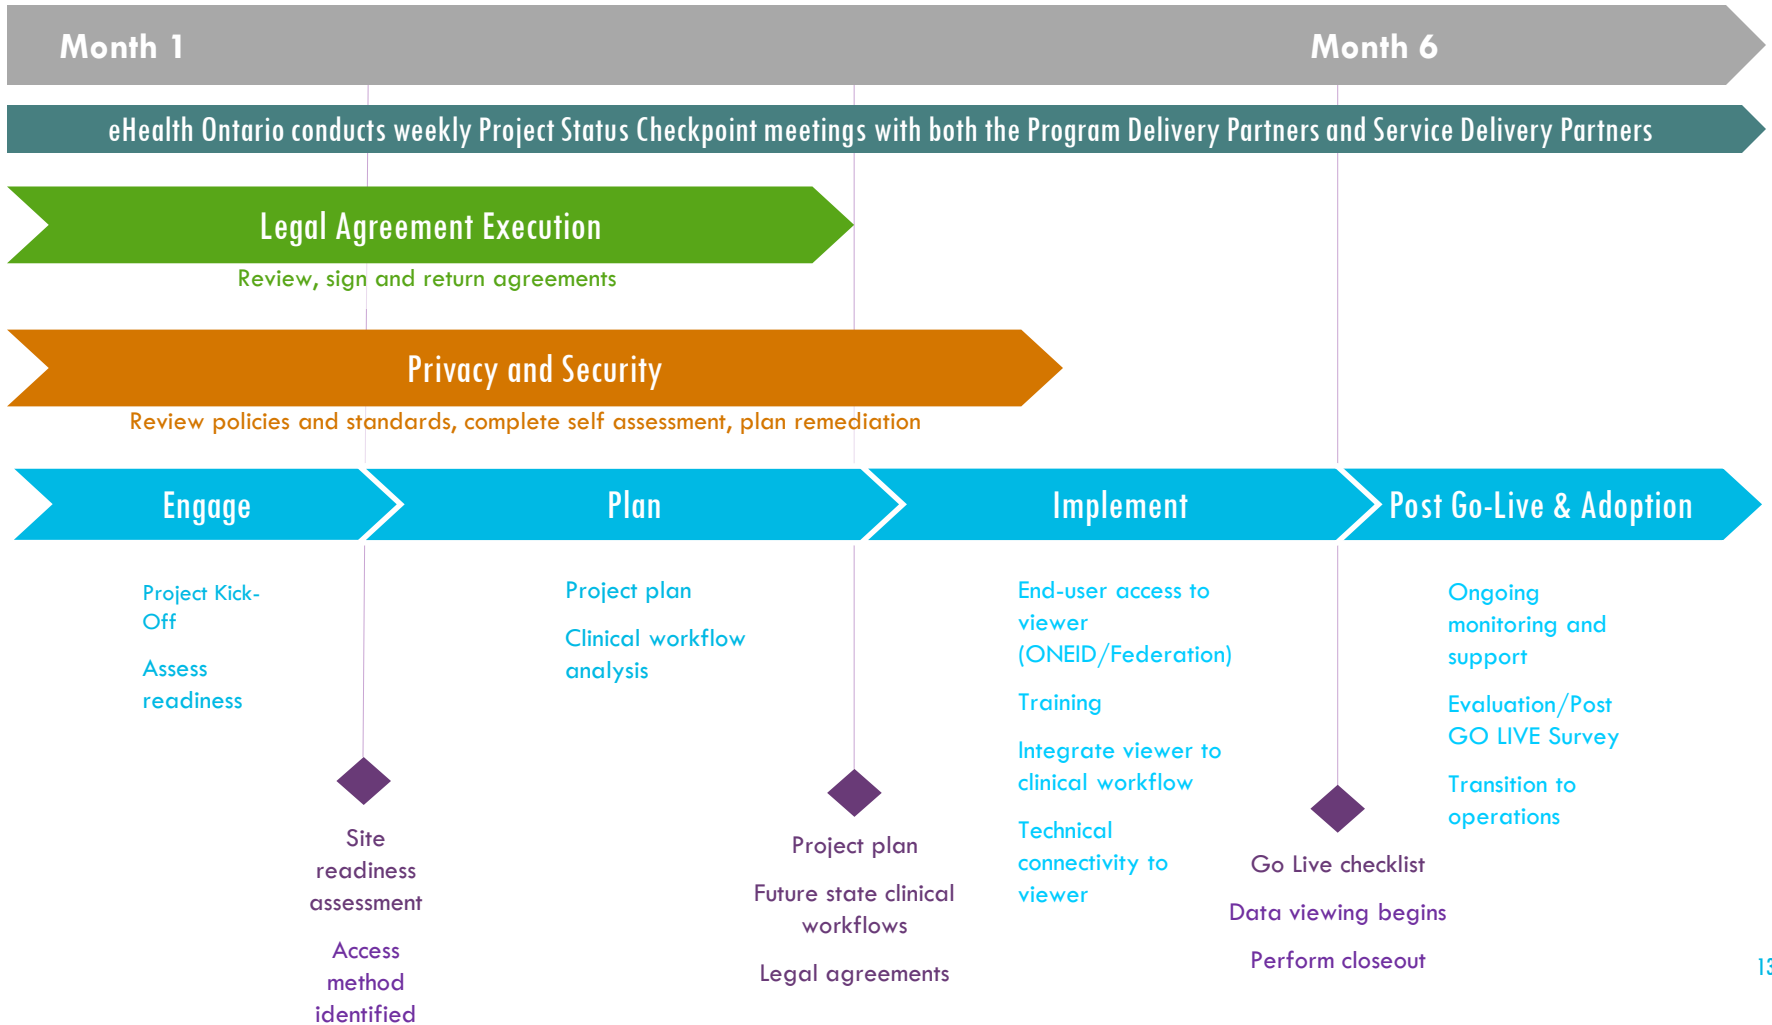 Month 1
Month 6
eHealth Ontario conducts weekly Project Status Checkpoint meetings with both the Program Delivery Partners and Service Delivery Partners
Legal Agreement Execution
Review, sign and return agreements
Privacy and Security
Review policies and standards, complete self assessment, plan remediation
Engage
Plan
Implement
Post Go-Live & Adoption
Project Kick-
Off
Assess
readiness
Project plan
Clinical workflow
analysis
End-user access to
viewer
(ONEID/Federation)
Training
Integrate viewer to
clinical workflow
Technical
connectivity to
viewer
Ongoing
monitoring and
support
Evaluation/Post
GO LIVE Survey
Transition to
operations
Site
readiness
assessment
Access
method
identified
Project plan
Future state clinical
workflows
Legal agreements
Go Live checklist
Data viewing begins
Perform closeout
13